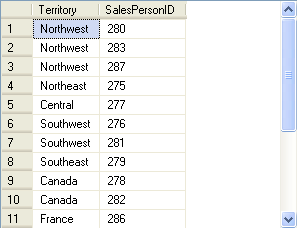 Territory SalesPersonID
1 Northwest 280
2 Northwest 283
3 Northwest 287
4 Northeast 275
5 Central 277
6 Southwest 276
7 Southwest 281
8 Southeast 279
9 Canada 278
10 Canada 282
11 France 286